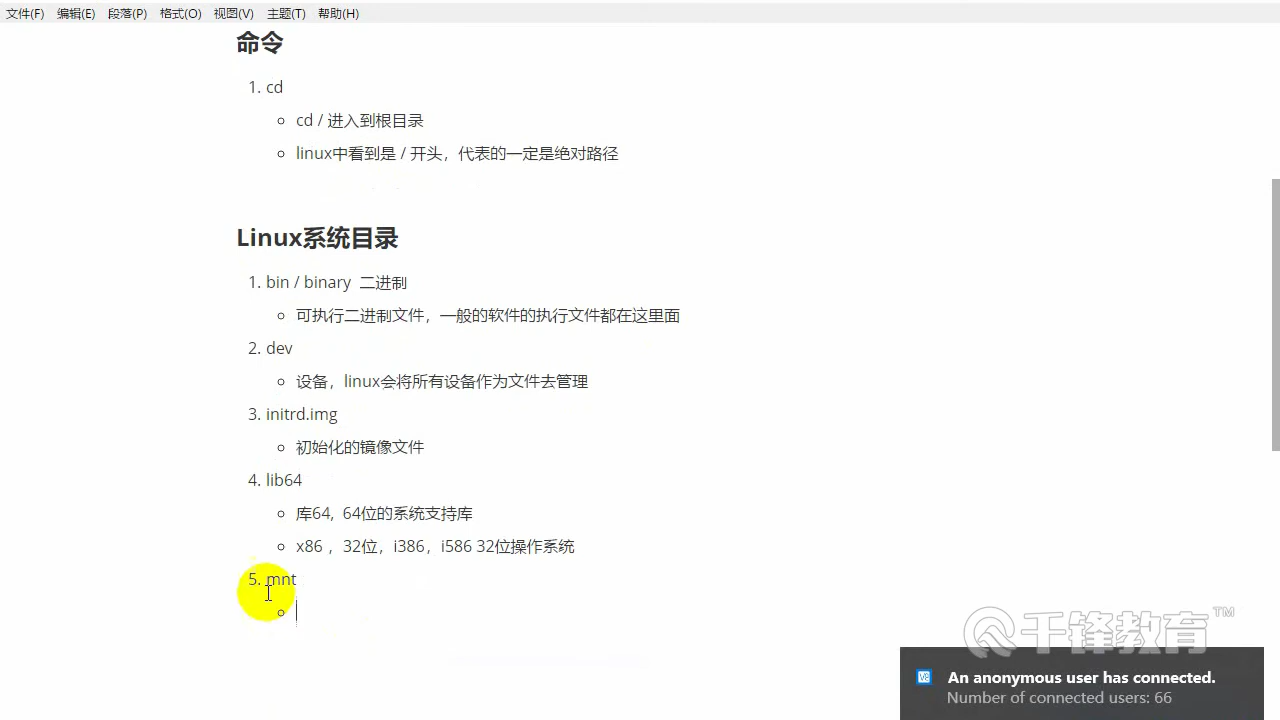 文件(F) 编辑(E) 段落(P) 格式(O) 视图(V) 主题(T) 帮助(H)
命令
1. cd
cd / 进入到根目录
linux中看到是 / 开头，代表的一定是绝对路径
Linux系统目录
1. bin / binary 二进制
可执行二进制文件，一般的软件的执行文件都在这里面
2. dev
设备，linux会将所有设备作为文件去管理
3. initrd.img
初始化的镜像文件
4. lib64
库64, 64位的系统支持库
x86 ，32位，i386，i586 32位操作系统
5. mnt
千锋教育TM
An anonymous user has connected.
Number of connected users: 66